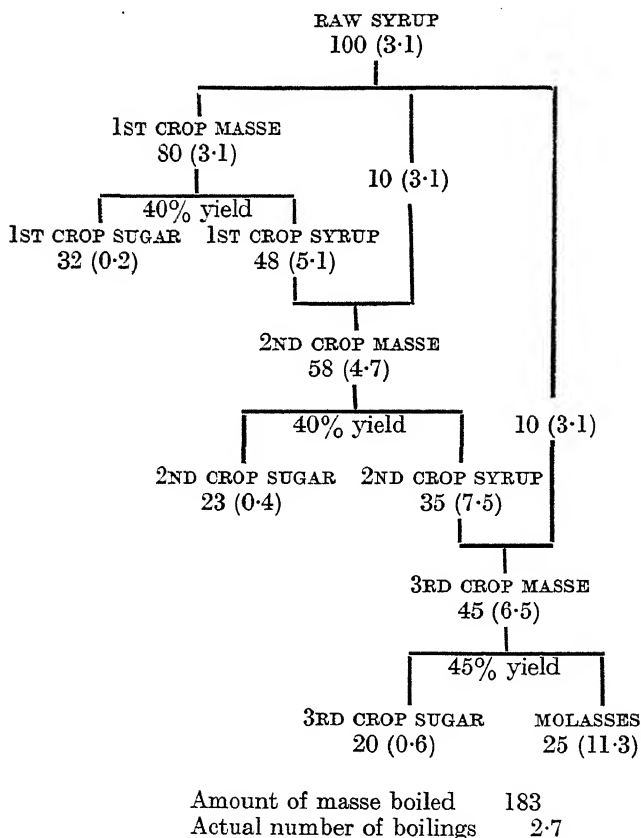 RAW SYRUP
100 (3·1)
1ST CROP MASSE
80 (3·1)
10 (3·1)
40% yield
1ST CROP SUGAR 1ST CROP SYRUP
32 (0·2) 48 (5·1)
2ND CROP MASSE
58 (4·7)
40% yield
10 (3·1)
2ND CROP SUGAR 2ND CROP SYRUP
23 (0·4) 35 (7·5)
3RD CROP MASSE
45 (6·5)
45% yield
3RD CROP SUGAR MOLASSES
20 (0·6) 25 (11·3)
Amount of masse boiled 183
Actual number of boilings 2·7